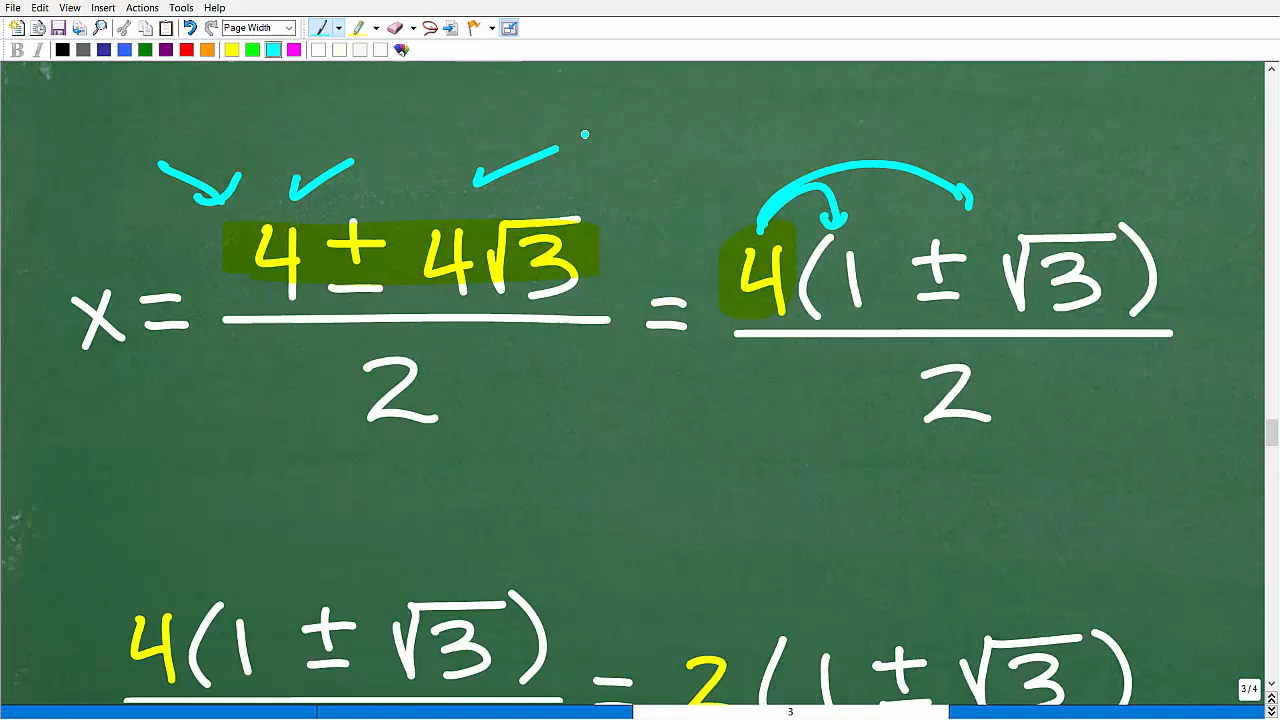 File Edit View Insert Actions Tools Help
Page Width
B I
x = 4 ± 4√3 / 2 = 4(1 ± √3) / 2
4(1 ± √3) = 2(1 ± √3)
3/4
3